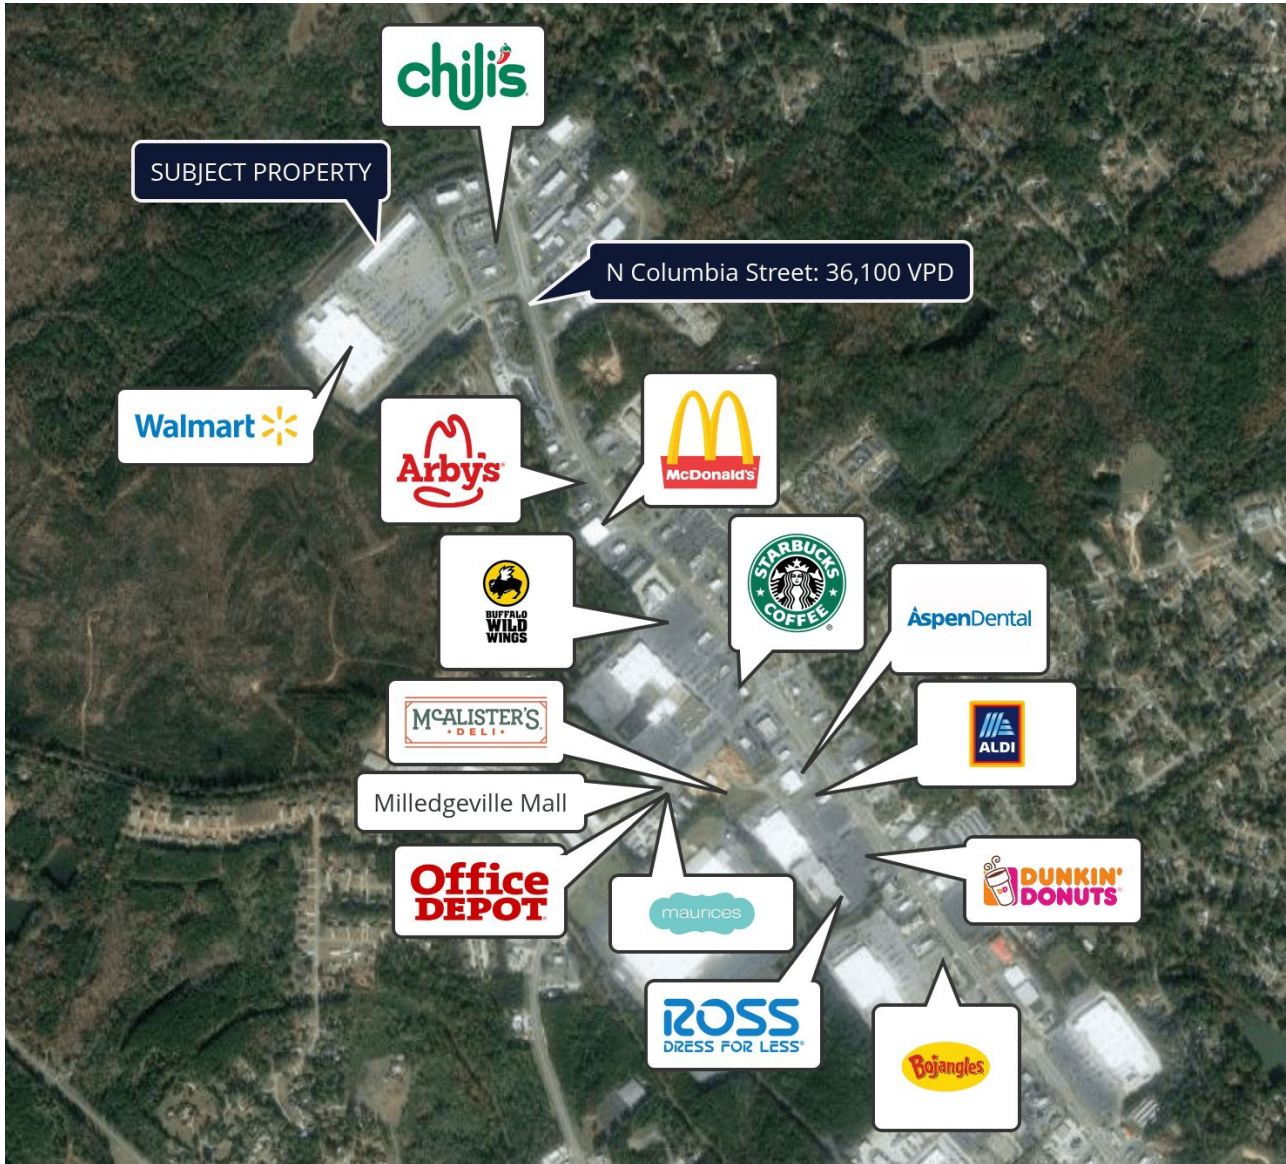 chili's
SUBJECT PROPERTY
N Columbia Street: 36,100 VPD
Walmart
Arby's
McDonald's
BUFFALO
WILD
WINGS
STARBUCKS
COFFEE
AspenDental
McALISTER'S
DELI
ALDI
Milledgeville Mall
Office
DEPOT
maurices
DUNKIN'
DONUTS
DD
ROSS
DRESS FOR LESS
Bojangles